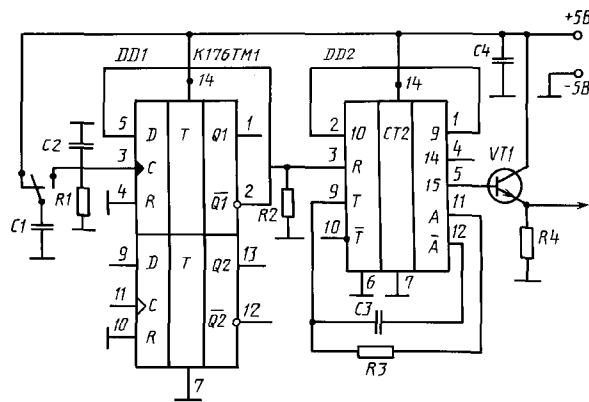 +5В
DD1
К176ТМ1
C4
14
DD2
14
-5В
5
D
T
Q1
1
2
10
CT2
9
1
C2
14
4
VT1
3
C
3
R
15
5
R1
4
R
Q̅1̅
2
R2
9
T
A
11
C1
10
T̅
A̅
12
R4
9
D
T
Q2
13
6
7
11
C
C3
10
R
Q̅2̅
12
R3
7